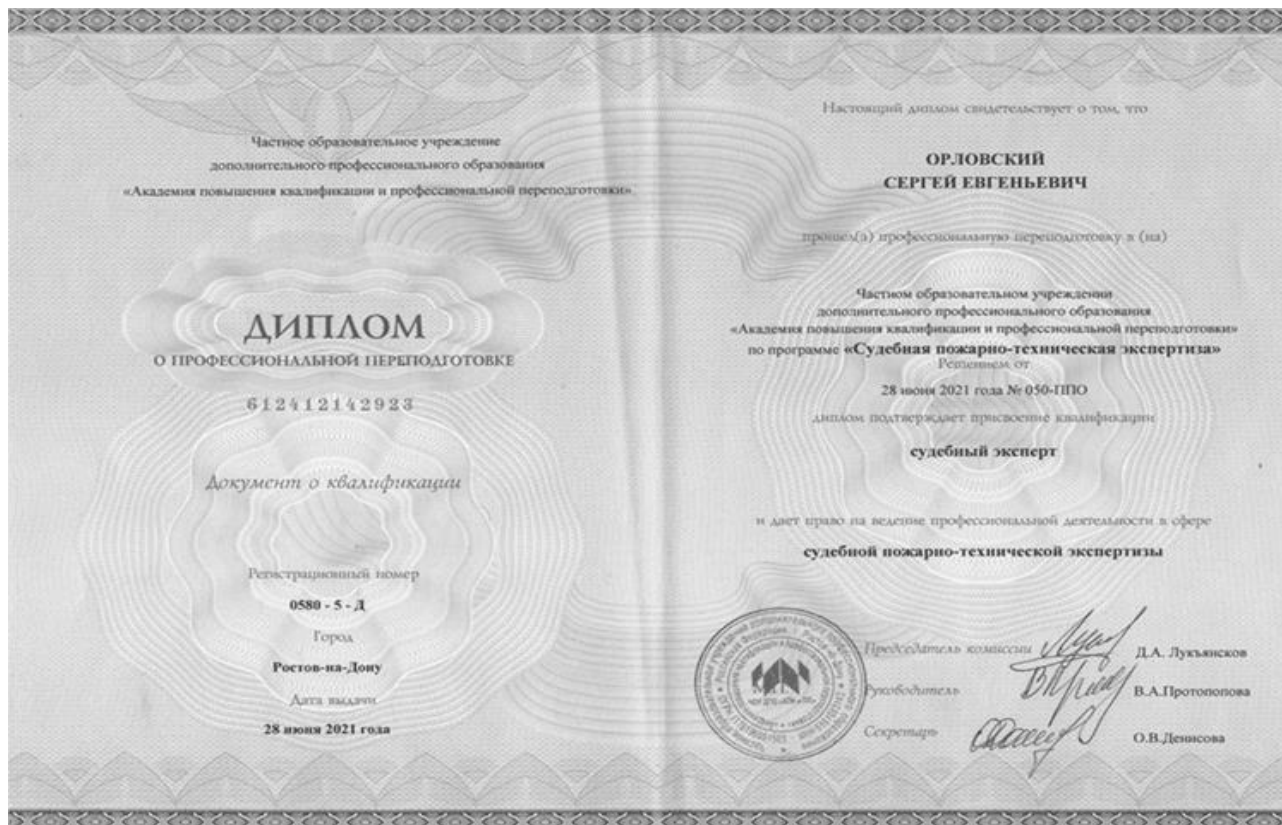 Частное образовательное учреждение
дополнительного профессионального образования
«Академия повышения квалификации и профессиональной переподготовки»
ДИПЛОМ
О ПРОФЕССИОНАЛЬНОЙ ПЕРЕПОДГОТОВКЕ
612412142923
Документ о квалификации
Регистрационный номер
0580 - 5 - Д
Город
Ростов-на-Дону
Дата выдачи
28 июня 2021 года
Настоящий диплом свидетельствует о том, что
ОРЛОВСКИЙ
СЕРГЕЙ ЕВГЕНЬЕВИЧ
прошел(а) профессиональную переподготовку в (на)
Частном образовательном учреждении
дополнительного профессионального образования
«Академия повышения квалификации и профессиональной переподготовки»
по программе «Судебная пожарно-техническая экспертиза»
Решением от
28 июня 2021 года № 050-ППО
диплом подтверждает присвоение квалификации
судебный эксперт
и дает право на ведение профессиональной деятельности в сфере
судебной пожарно-технической экспертизы
Председатель комиссии
Д.А. Лукъянсков
Руководитель
В.А.Протопопова
Секретарь
О.В.Денисова